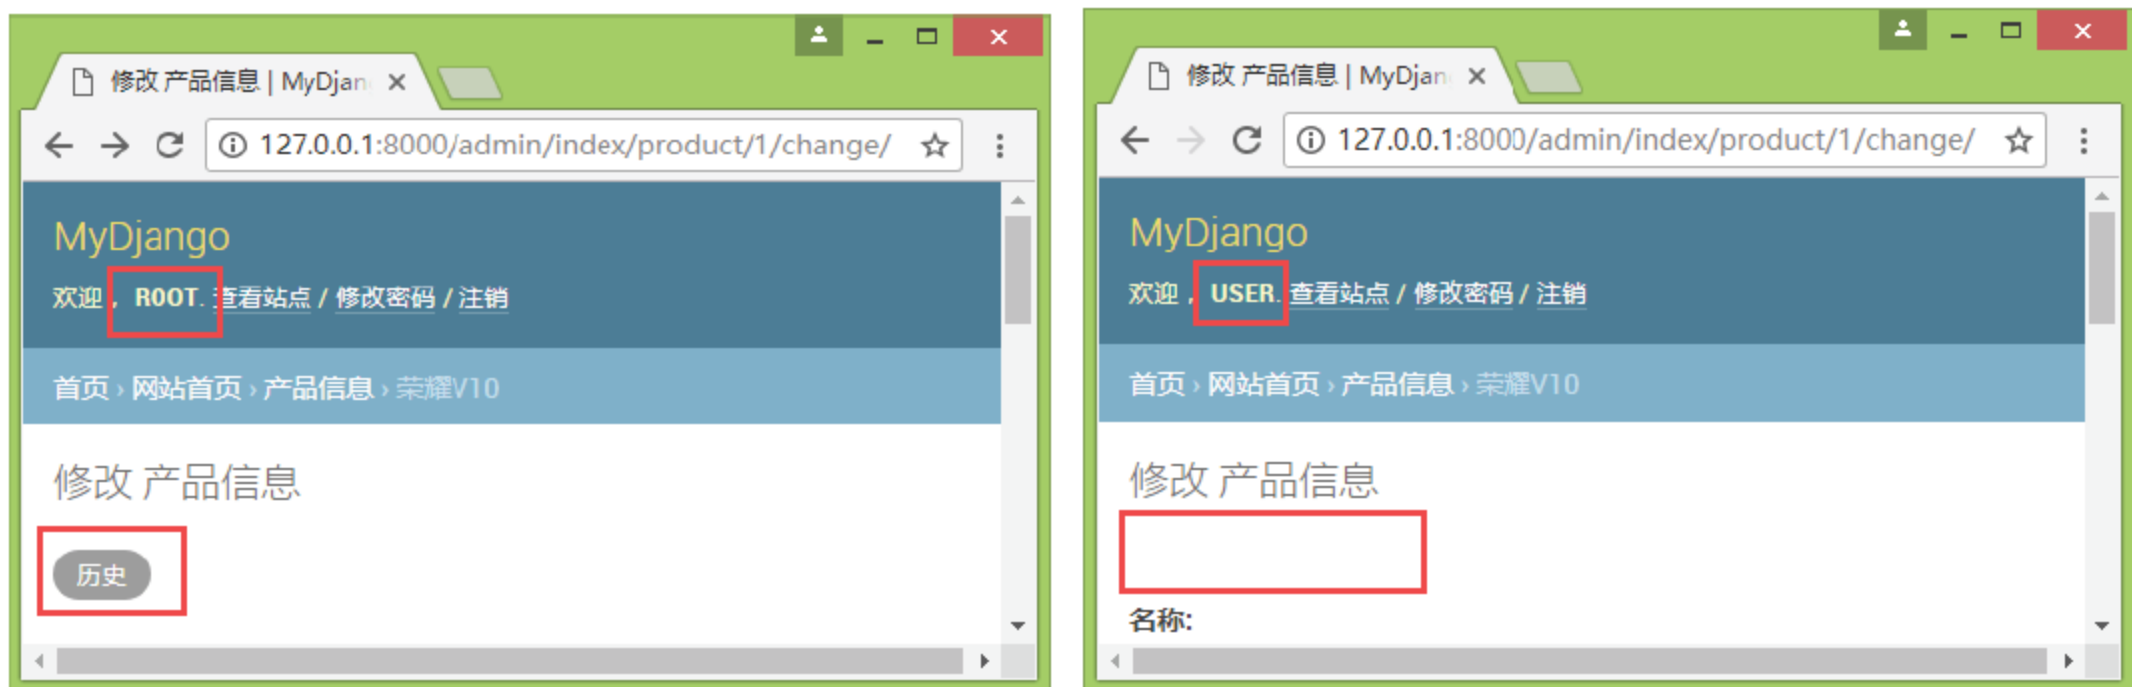 修改 产品信息 | MyDjan
127.0.0.1:8000/admin/index/product/1/change/
MyDjango
欢迎， ROOT. 查看站点 / 修改密码 / 注销
首页 › 网站首页 › 产品信息 › 荣耀V10
修改 产品信息
历史
修改 产品信息 | MyDjan
127.0.0.1:8000/admin/index/product/1/change/
MyDjango
欢迎， USER. 查看站点 / 修改密码 / 注销
首页 › 网站首页 › 产品信息 › 荣耀V10
修改 产品信息
名称: